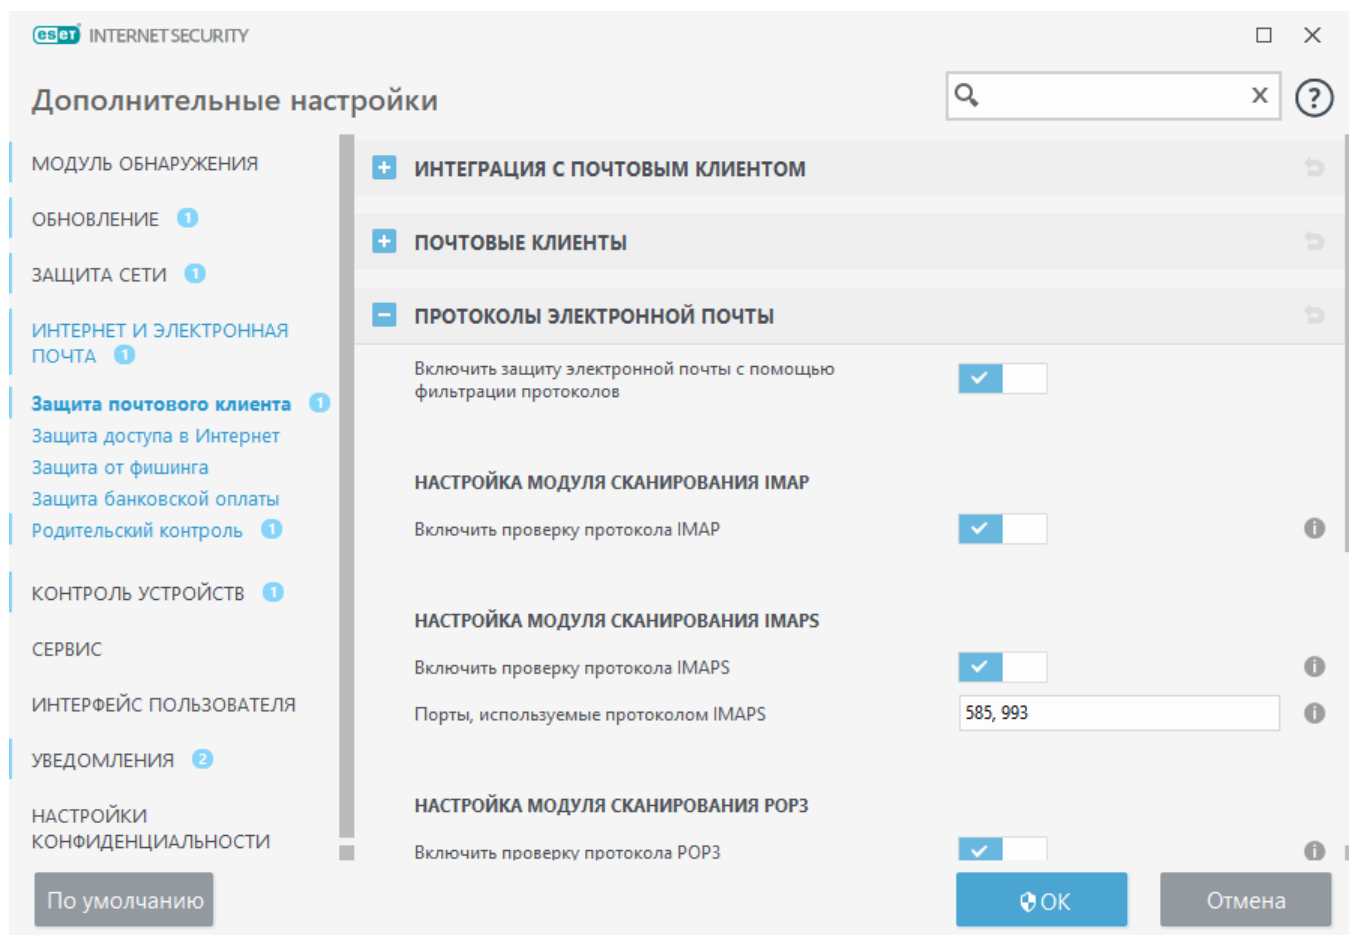 eset INTERNET SECURITY
Дополнительные настройки
x
?
МОДУЛЬ ОБНАРУЖЕНИЯ
ОБНОВЛЕНИЕ 1
ЗАЩИТА СЕТИ 1
ИНТЕРНЕТ И ЭЛЕКТРОННАЯ
ПОЧТА 1
Защита почтового клиента 1
Защита доступа в Интернет
Защита от фишинга
Защита банковской оплаты
Родительский контроль 1
КОНТРОЛЬ УСТРОЙСТВ 1
СЕРВИС
ИНТЕРФЕЙС ПОЛЬЗОВАТЕЛЯ
УВЕДОМЛЕНИЯ 2
НАСТРОЙКИ
КОНФИДЕНЦИАЛЬНОСТИ
ИНТЕГРАЦИЯ С ПОЧТОВЫМ КЛИЕНТОМ
ПОЧТОВЫЕ КЛИЕНТЫ
ПРОТОКОЛЫ ЭЛЕКТРОННОЙ ПОЧТЫ
Включить защиту электронной почты с помощью
фильтрации протоколов
НАСТРОЙКА МОДУЛЯ СКАНИРОВАНИЯ IMAP
Включить проверку протокола IMAP
НАСТРОЙКА МОДУЛЯ СКАНИРОВАНИЯ IMAPS
Включить проверку протокола IMAPS
Порты, используемые протоколом IMAPS 585, 993
НАСТРОЙКА МОДУЛЯ СКАНИРОВАНИЯ POP3
Включить проверку протокола POP3
По умолчанию
OK
Отмена